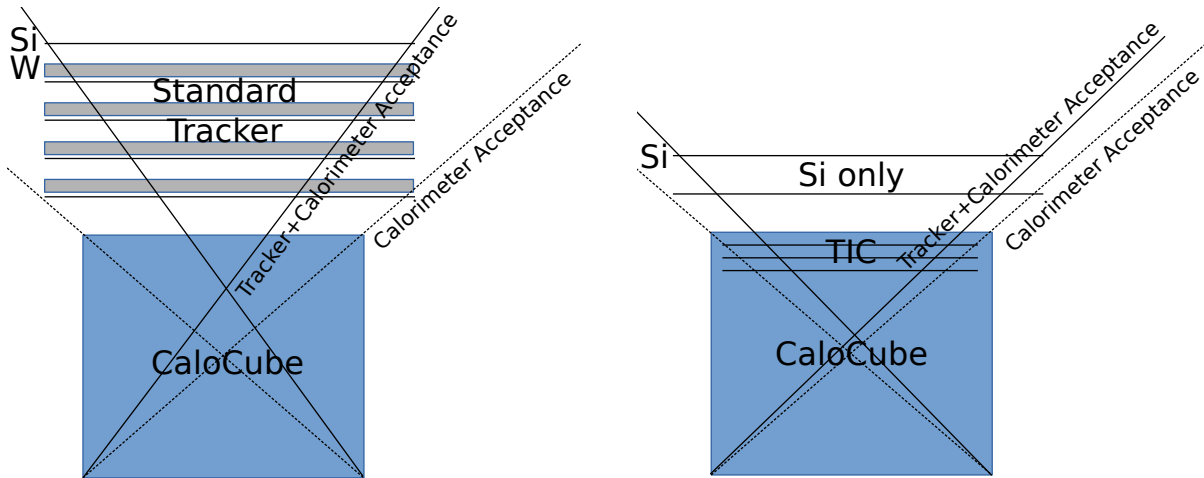 Si
W
Standard
Tracker
Tracker+Calorimeter Acceptance
Calorimeter Acceptance
CaloCube
Si
Si only
TIC
Tracker+Calorimeter Acceptance
Calorimeter Acceptance
CaloCube